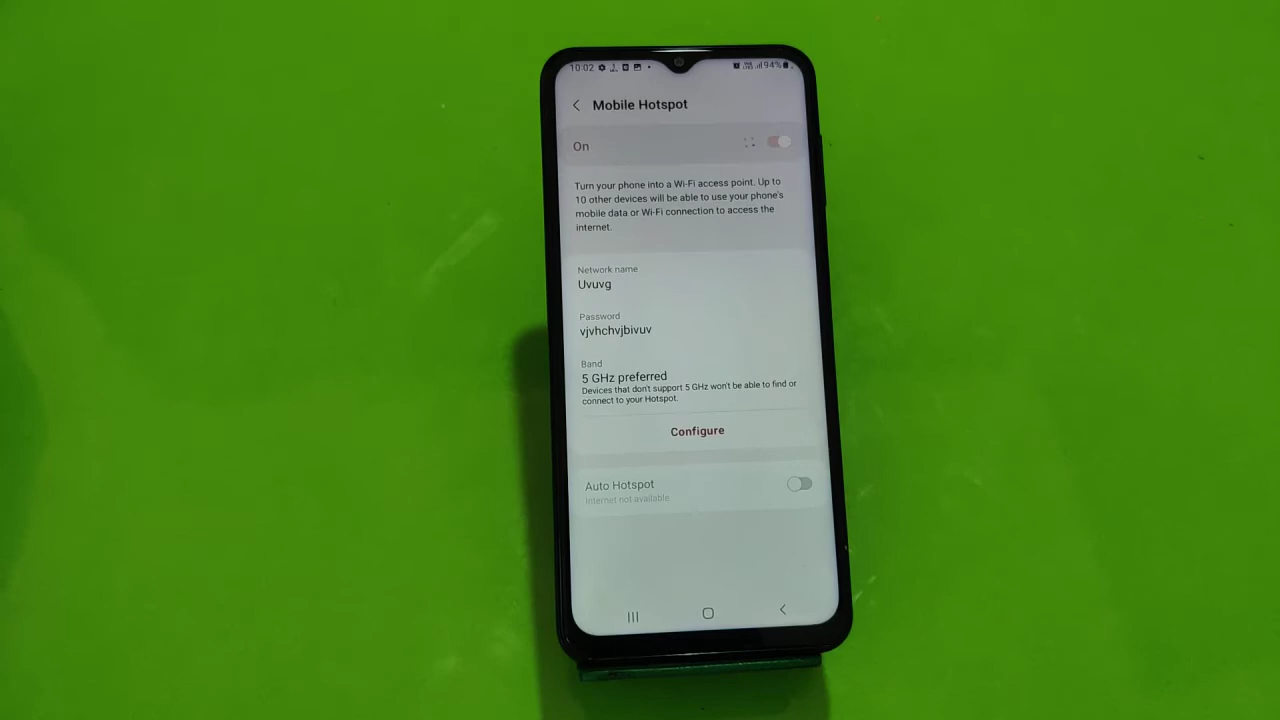 10:02
94%
Mobile Hotspot
On
Turn your phone into a Wi-Fi access point. Up to
10 other devices will be able to use your phone's
mobile data or Wi-Fi connection to access the
internet.
Network name
Uvuvg
Password
vjvhchvjbivuv
Band
5 GHz preferred
Devices that don't support 5 GHz won't be able to find or
connect to your Hotspot.
Configure
Auto Hotspot
Internet not available